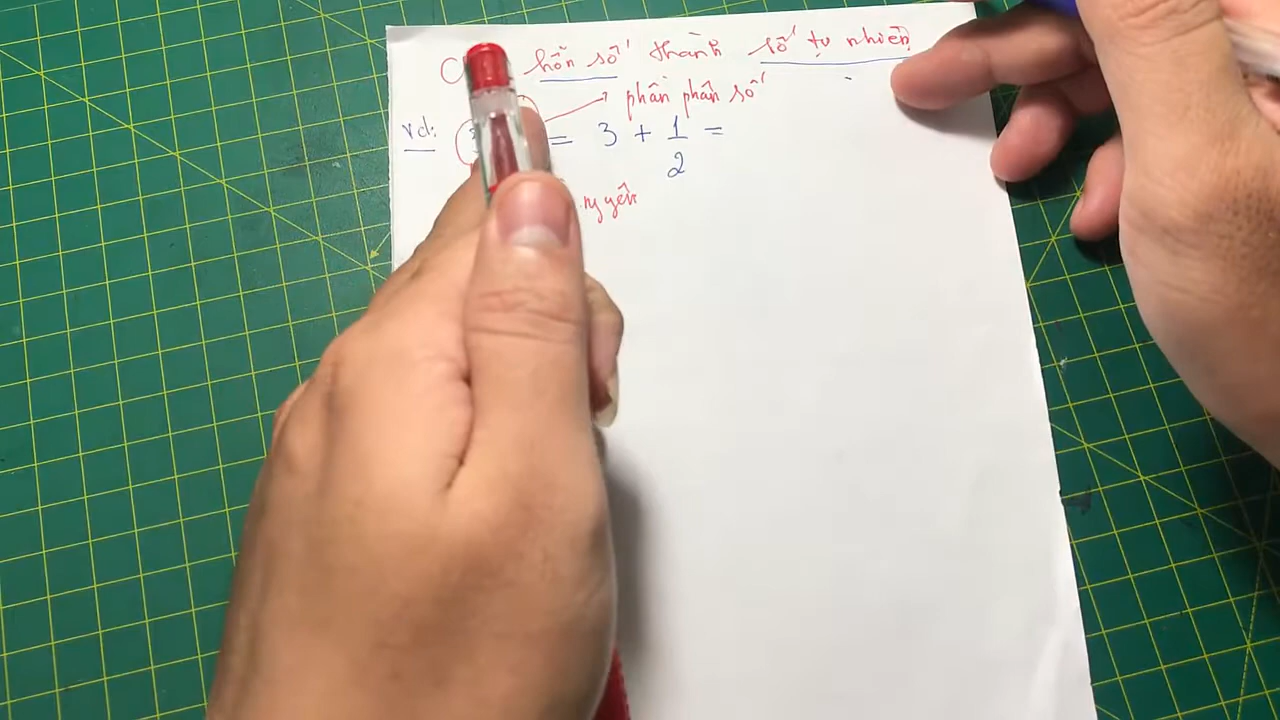 hỗn số thành số tự nhiên
phần phân số
Vd: = 3 + 1/2 =
nguyên